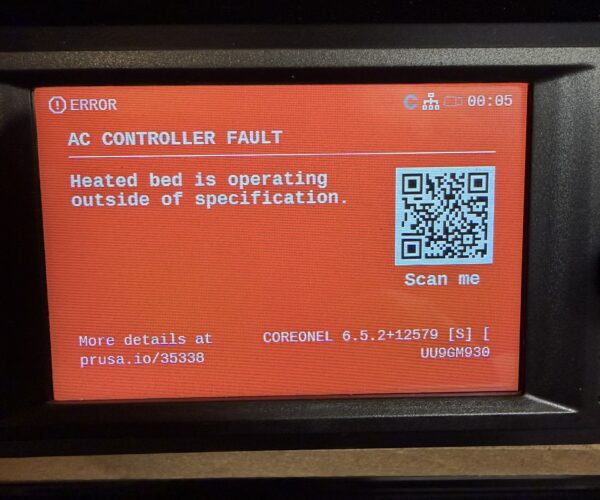 ERROR
00:05
AC CONTROLLER FAULT
Heated bed is operating
outside of specification.
Scan me
More details at
prusa.io/35338
COREONEL 6.5.2+12579 [S] [
UU9GM930